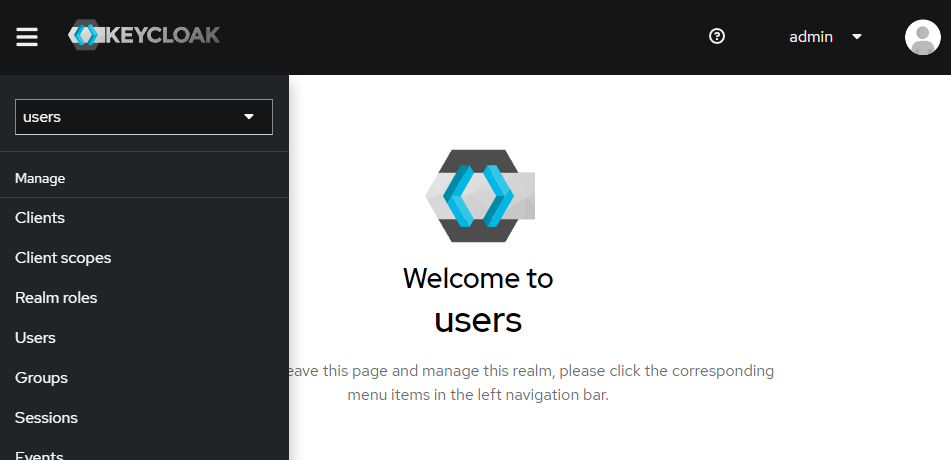 KEYCLOAK
admin
users
Manage
Clients
Client scopes
Realm roles
Users
Groups
Sessions
Events
Welcome to
users
eave this page and manage this realm, please click the corresponding
menu items in the left navigation bar.